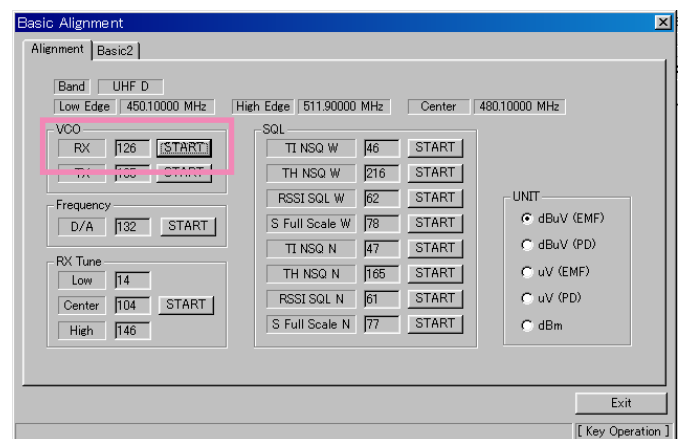 Basic Alignment
Alignment Basic2
Band UHF D
Low Edge 450.10000 MHz High Edge 511.90000 MHz Center 480.10000 MHz
VCO
RX 126 START
TX START
Frequency
D/A 132 START
RX Tune
Low 14
Center 104 START
High 146
SQL
TI NSQ W 46 START
TH NSQ W 216 START
RSSI SQL W 62 START
S Full Scale W 78 START
TI NSQ N 47 START
TH NSQ N 165 START
RSSI SQL N 61 START
S Full Scale N 77 START
UNIT
dBuV (EMF)
dBuV (PD)
uV (EMF)
uV (PD)
dBm
Exit
[ Key Operation ]